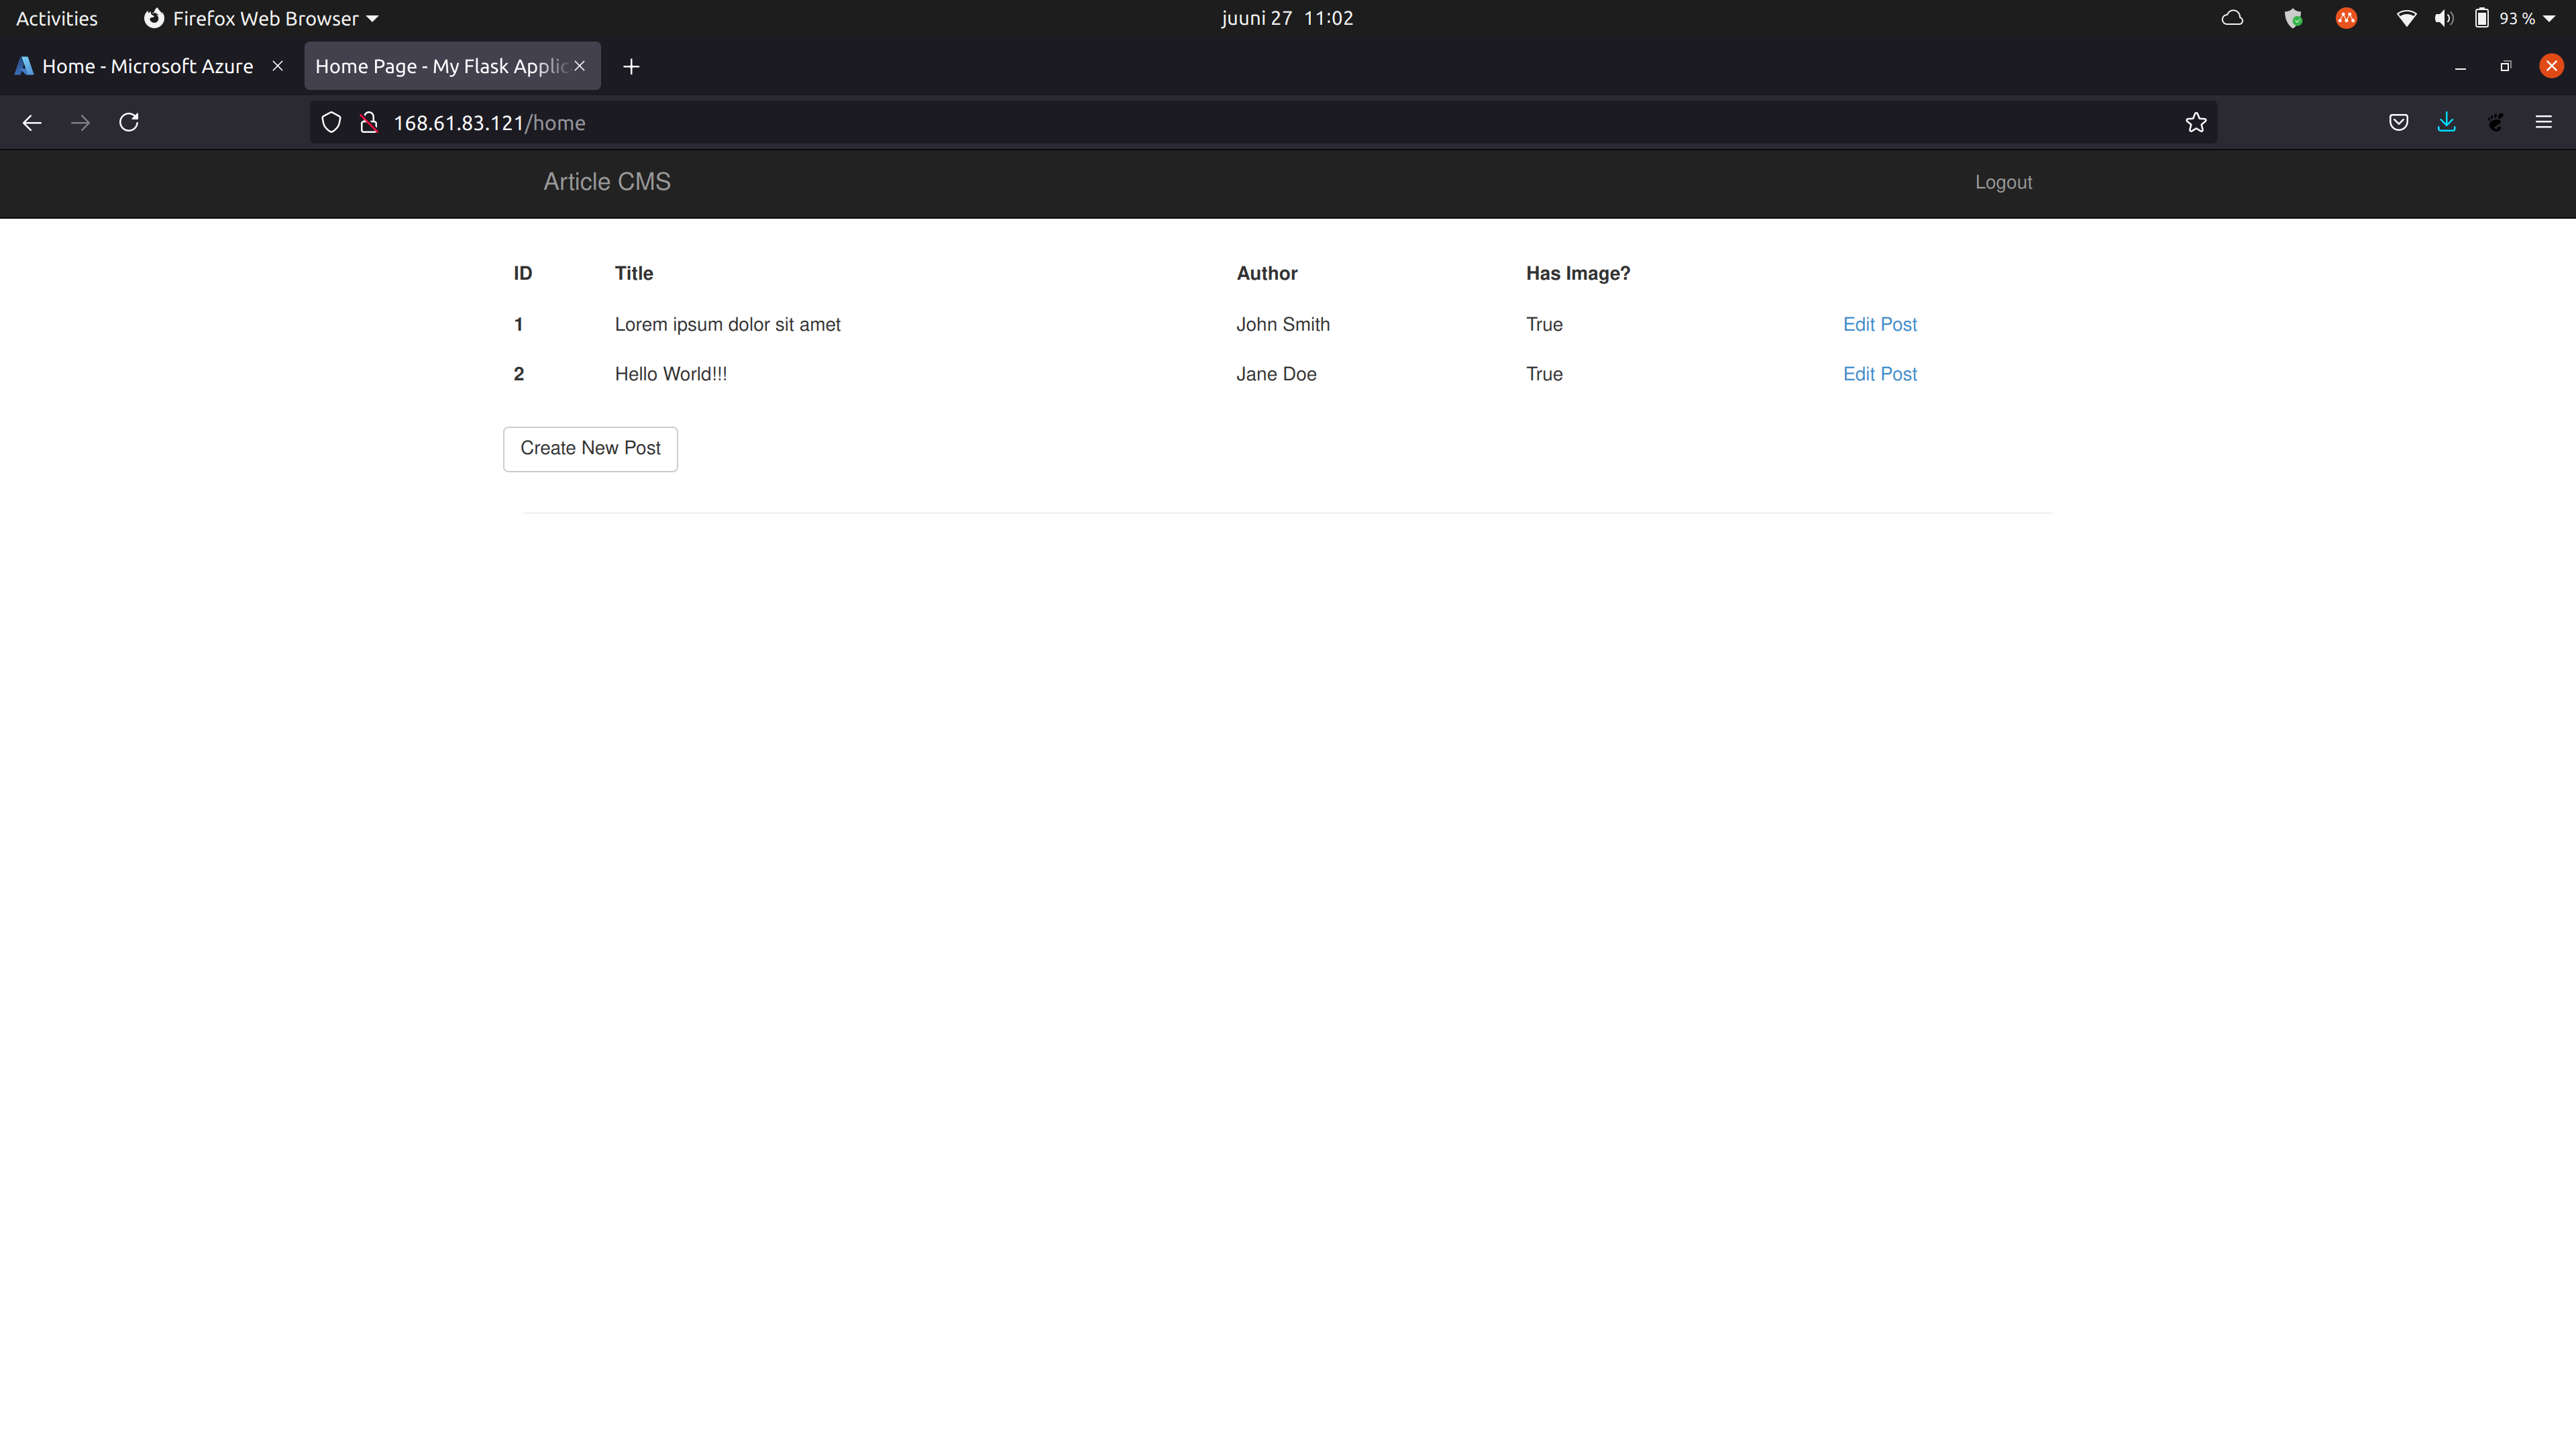 Activities Firefox Web Browser juuni 27 11:02 93 %
Home - Microsoft Azure Home Page - My Flask Applic
168.61.83.121/home
Article CMS Logout
ID Title Author Has Image?
1 Lorem ipsum dolor sit amet John Smith True Edit Post
2 Hello World!!! Jane Doe True Edit Post
Create New Post